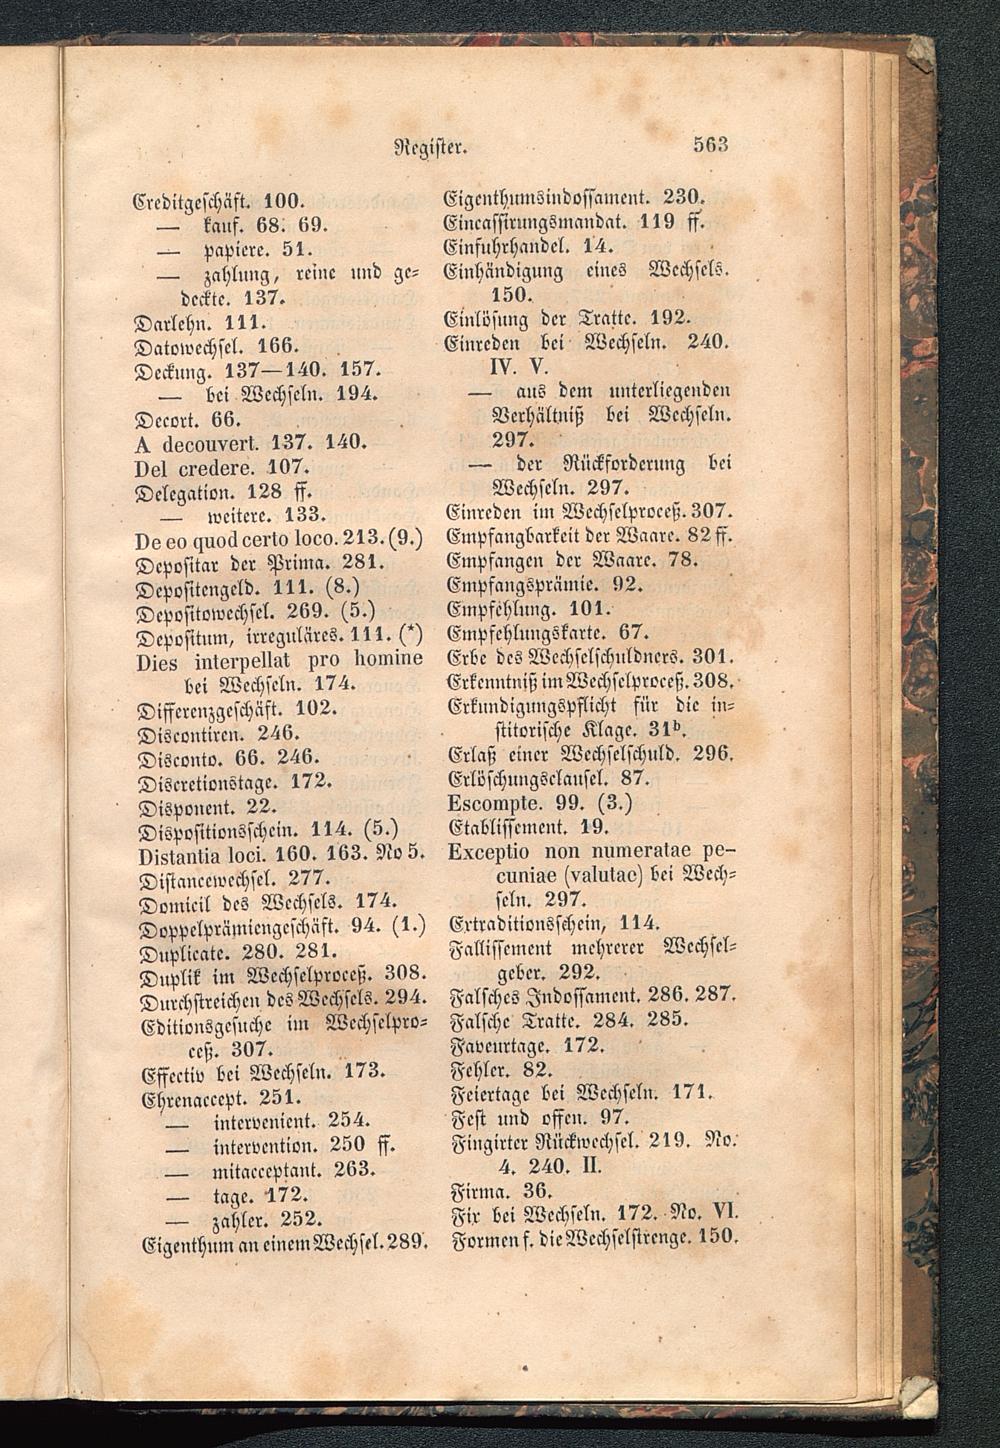 Register.
563
Creditgeschäft. 100.
— kauf. 68. 69.
— papiere. 51.
— zahlung, reine und ge-
deckte. 137.
Darlehn. 111.
Datowechsel. 166.
Deckung. 137—140. 157.
— bei Wechseln. 194.
Decort. 66.
A decouvert. 137. 140.
Del credere. 107.
Delegation. 128 ff.
— weitere. 133.
De eo quod certo loco. 213. (9.)
Depositar der Prima. 281.
Depositengeld. 111. (8.)
Depositowechsel. 269. (5.)
Depositum, irreguläres. 111. (*)
Dies interpellat pro homine
bei Wechseln. 174.
Differenzgeschäft. 102.
Discontiren. 246.
Disconto. 66. 246.
Discretionstage. 172.
Disponent. 22.
Dispositionsschein. 114. (5.)
Distantia loci. 160. 163. No 5.
Distancewechsel. 277.
Domicil des Wechsels. 174.
Doppelprämiengeschäft. 94. (1.)
Duplicate. 280. 281.
Duplik im Wechselproceß. 308.
Durchstreichen des Wechsels. 294.
Editionsgesuche im Wechselpro-
ceß. 307.
Effectiv bei Wechseln. 173.
Ehrenaccept. 251.
— intervenient. 254.
— intervention. 250 ff.
— mitacceptant. 263.
— tage. 172.
— zahler. 252.
Eigenthum an einem Wechsel. 289.
Eigenthumsindossament. 230.
Eincassirungsmandat. 119 ff.
Einfuhrhandel. 14.
Einhändigung eines Wechsels.
150.
Einlösung der Tratte. 192.
Einreden bei Wechseln. 240.
IV. V.
— aus dem unterliegenden
Verhältniß bei Wechseln.
297.
— der Rückforderung bei
Wechseln. 297.
Einreden im Wechselproceß. 307.
Empfangbarkeit der Waare. 82 ff.
Empfangen der Waare. 78.
Empfangsprämie. 92.
Empfehlung. 101.
Empfehlungskarte. 67.
Erbe des Wechselschuldners. 301.
Erkenntniß im Wechselproceß. 308.
Erkundigungspflicht für die in-
stitorische Klage. 31ᵇ.
Erlaß einer Wechselschuld. 296.
Erlöschungsclausel. 87.
Escompte. 99. (3.)
Etablissement. 19.
Exceptio non numeratae pe-
cuniae (valutae) bei Wech-
seln. 297.
Extraditionsschein, 114.
Fallissement mehrerer Wechsel-
geber. 292.
Falsches Indossament. 286. 287.
Falsche Tratte. 284. 285.
Faveurtage. 172.
Fehler. 82.
Feiertage bei Wechseln. 171.
Fest und offen. 97.
Fingirter Rückwechsel. 219. No.
4. 240. II.
Firma. 36.
Fix bei Wechseln. 172. No. VI.
Formen f. die Wechselstrenge. 150.